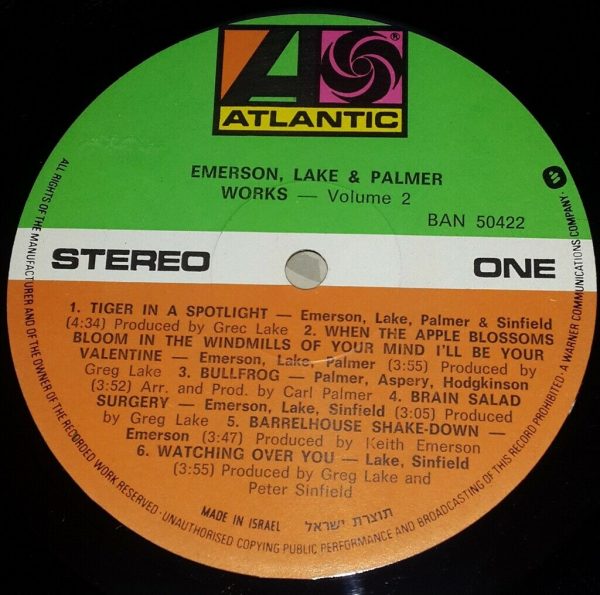 ATLANTIC
®
EMERSON, LAKE & PALMER
WORKS — Volume 2
BAN 50422
STEREO
ONE
1. TIGER IN A SPOTLIGHT — Emerson, Lake, Palmer & Sinfield
(4:34) Produced by Grec Lake 2. WHEN THE APPLE BLOSSOMS
BLOOM IN THE WINDMILLS OF YOUR MIND I'LL BE YOUR
VALENTINE — Emerson, Lake, Palmer (3:55) Produced by
Greg Lake 3. BULLFROG — Palmer, Aspery, Hodgkinson
(3:52) Arr. and Prod. by Carl Palmer 4. BRAIN SALAD
SURGERY — Emerson, Lake, Sinfield (3:05) Produced
by Greg Lake 5. BARRELHOUSE SHAKE-DOWN —
Emerson (3:47) Produced by Keith Emerson
6. WATCHING OVER YOU — Lake, Sinfield
(3:55) Produced by Greg Lake and
Peter Sinfield
MADE IN ISRAEL תוצרת ישראל
ALL RIGHTS OF THE MANUFACTURER AND OF THE OWNER OF THE RECORDED WORK RESERVED · UNAUTHORISED COPYING PUBLIC PERFORMANCE AND BROADCASTING OF THIS RECORD PROHIBITED · A WARNER COMMUNICATIONS COMPANY.